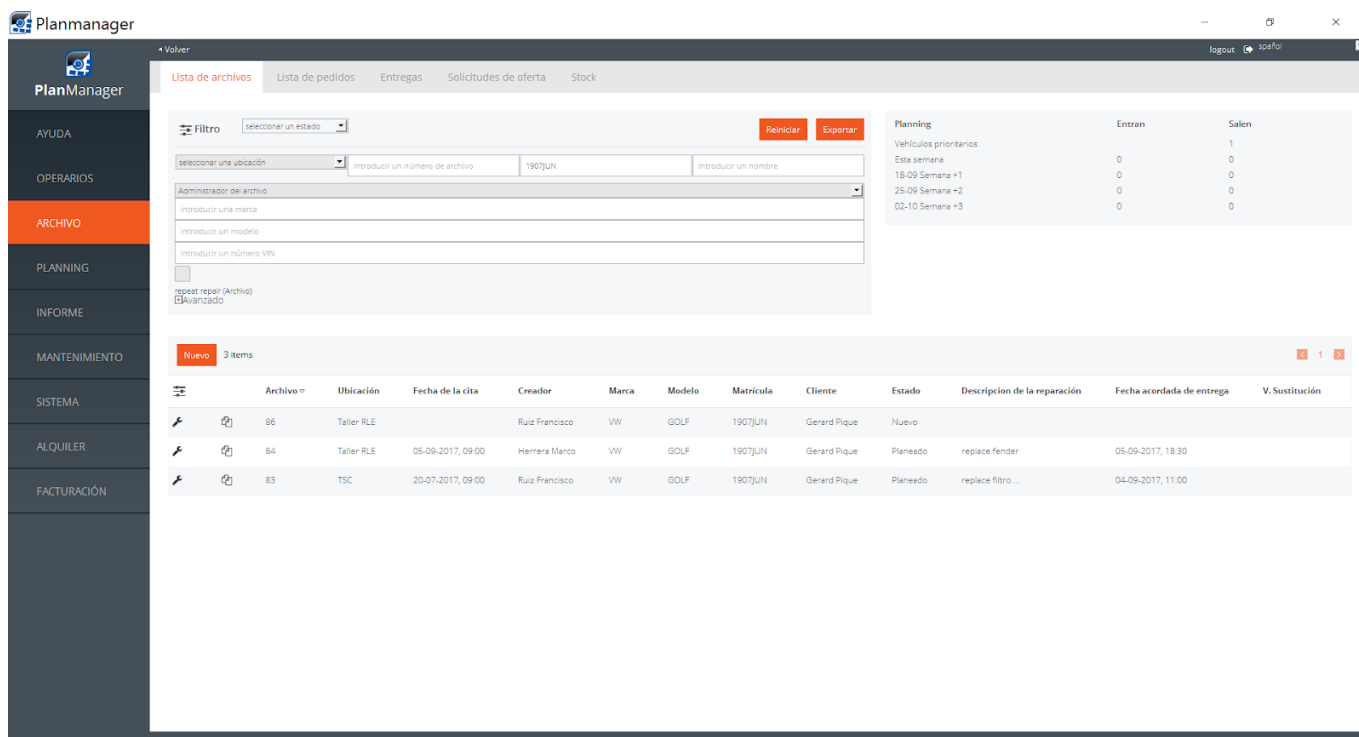 Planmanager
Volver
logout spañol
PlanManager
Lista de archivos Lista de pedidos Entregas Solicitudes de oferta Stock
AYUDA
OPERARIOS
ARCHIVO
PLANNING
INFORME
MANTENIMIENTO
SISTEMA
ALQUILER
FACTURACIÓN
Filtro seleccionar un estado Reiniciar Exportar
seleccionar una ubicación introducir un número de archivo 1907JUN introducir un nombre
Administrador del archivo
introducir una marca
introducir un modelo
introducir un número VIN
repeat repair (Archivo)
Avanzado
Planning Entran Salen
Vehículos prioritarios 1
Esta semana 0 0
18-09 Semana +1 0 0
25-09 Semana +2 0 0
02-10 Semana +3 0 0
Nuevo 3 items < 1 >
Archivo Ubicación Fecha de la cita Creador Marca Modelo Matrícula Cliente Estado Descripcion de la reparación Fecha acordada de entrega V. Sustitución
86 Taller RLE Ruiz Francisco VW GOLF 1907JUN Gerard Pique Nuevo
84 Taller RLE 05-09-2017, 09:00 Herrera Marco VW GOLF 1907JUN Gerard Pique Planeado replace fender 05-09-2017, 18:30
83 TSC 20-07-2017, 09:00 Ruiz Francisco VW GOLF 1907JUN Gerard Pique Planeado replace filtro ... 04-09-2017, 11:00